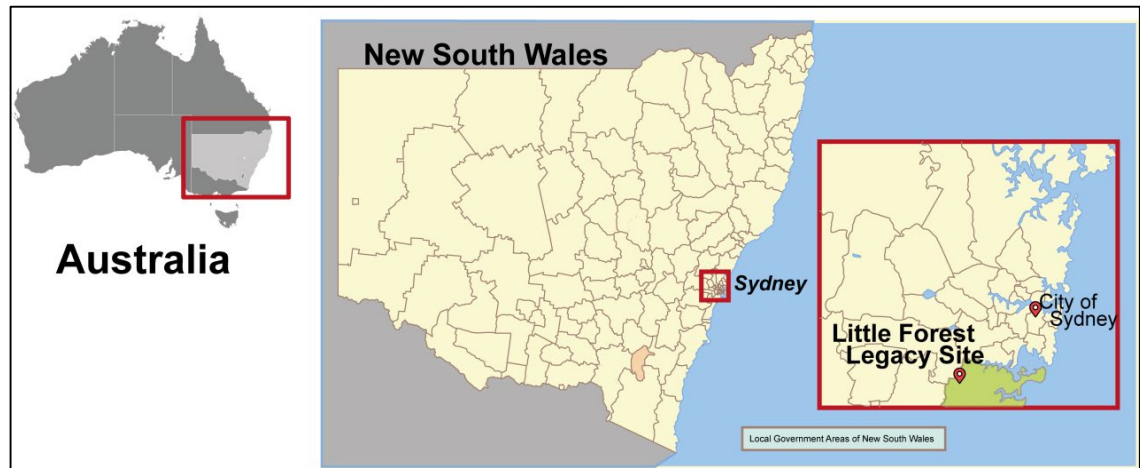 Australia
New South Wales
Sydney
City of
Sydney
Little Forest
Legacy Site
Local Government Areas of New South Wales